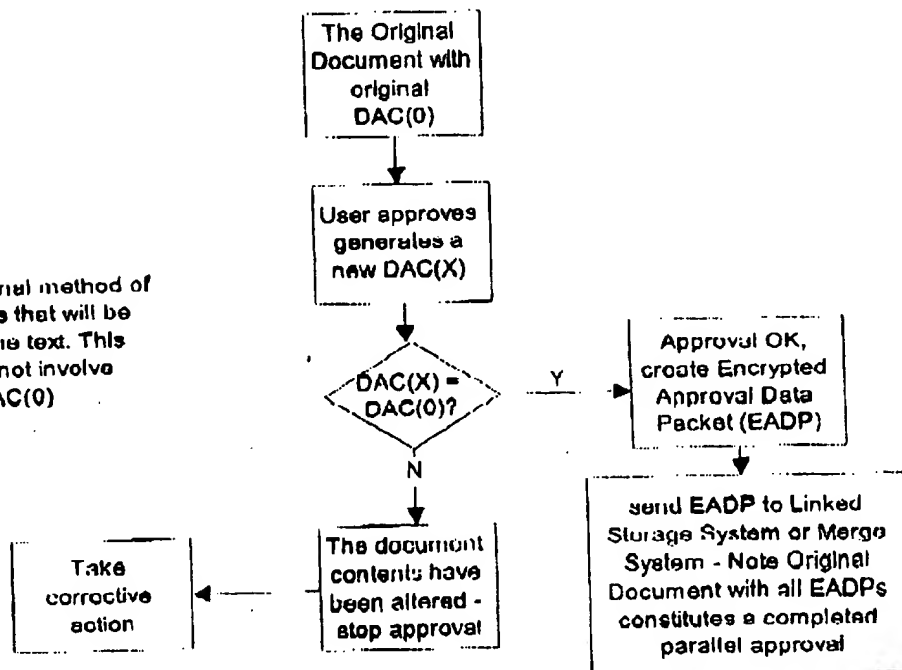 The Original
Document with
original
DAC(0)
User approves
generates a
new DAC(X)
method of
s that will be
text. This
not involve
DAC(X) =
DAC(0)?
Y
N
Approval OK,
create Encrypted
Approval Data
Packet (EADP)
send EADP to Linked
Storage System or Merge
System - Note Original
Document with all EADPs
constitutes a completed
parallel approval
The document
contents have
been altered -
stop approval
Take
corrective
action